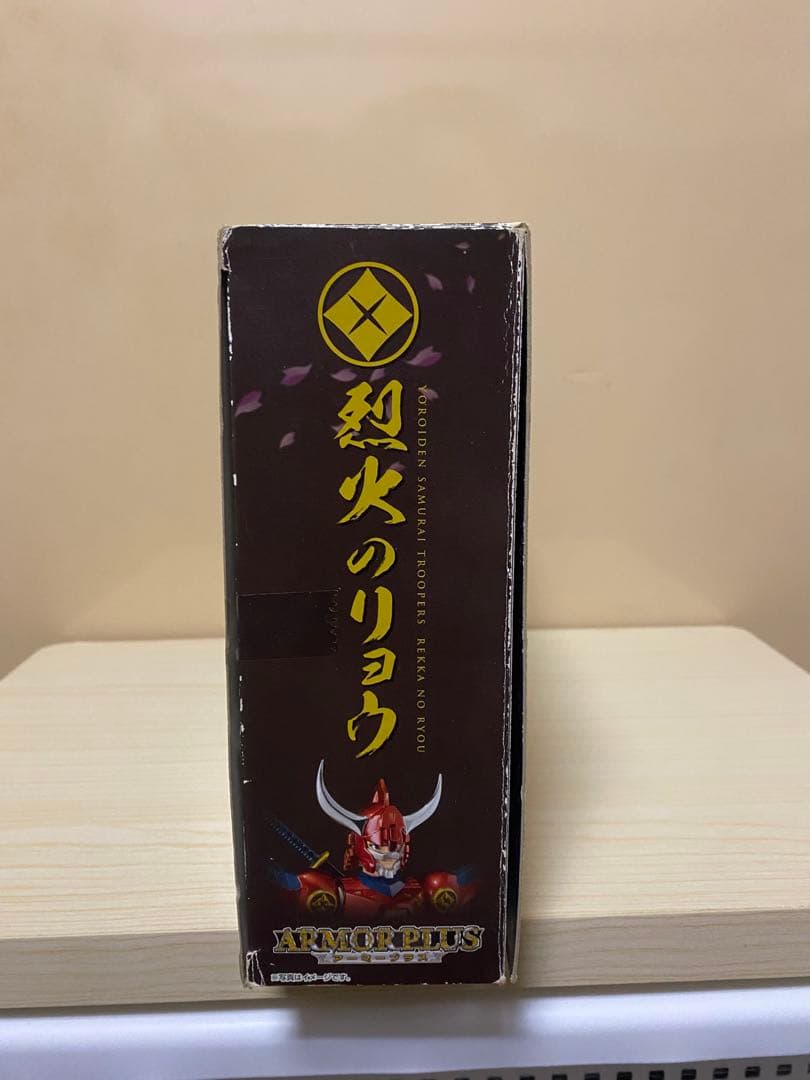 烈火のリョウ
YOROIDEN SAMURAI TROOPERS REKKA NO RYOU
ARMOR PLUS
アーマープラス
※写真はイメージです。